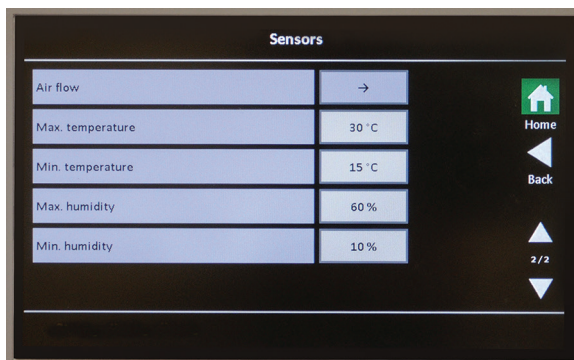 Sensors
Air flow →
Max. temperature 30 °C
Min. temperature 15 °C
Max. humidity 60 %
Min. humidity 10 %
Home
Back
2/2